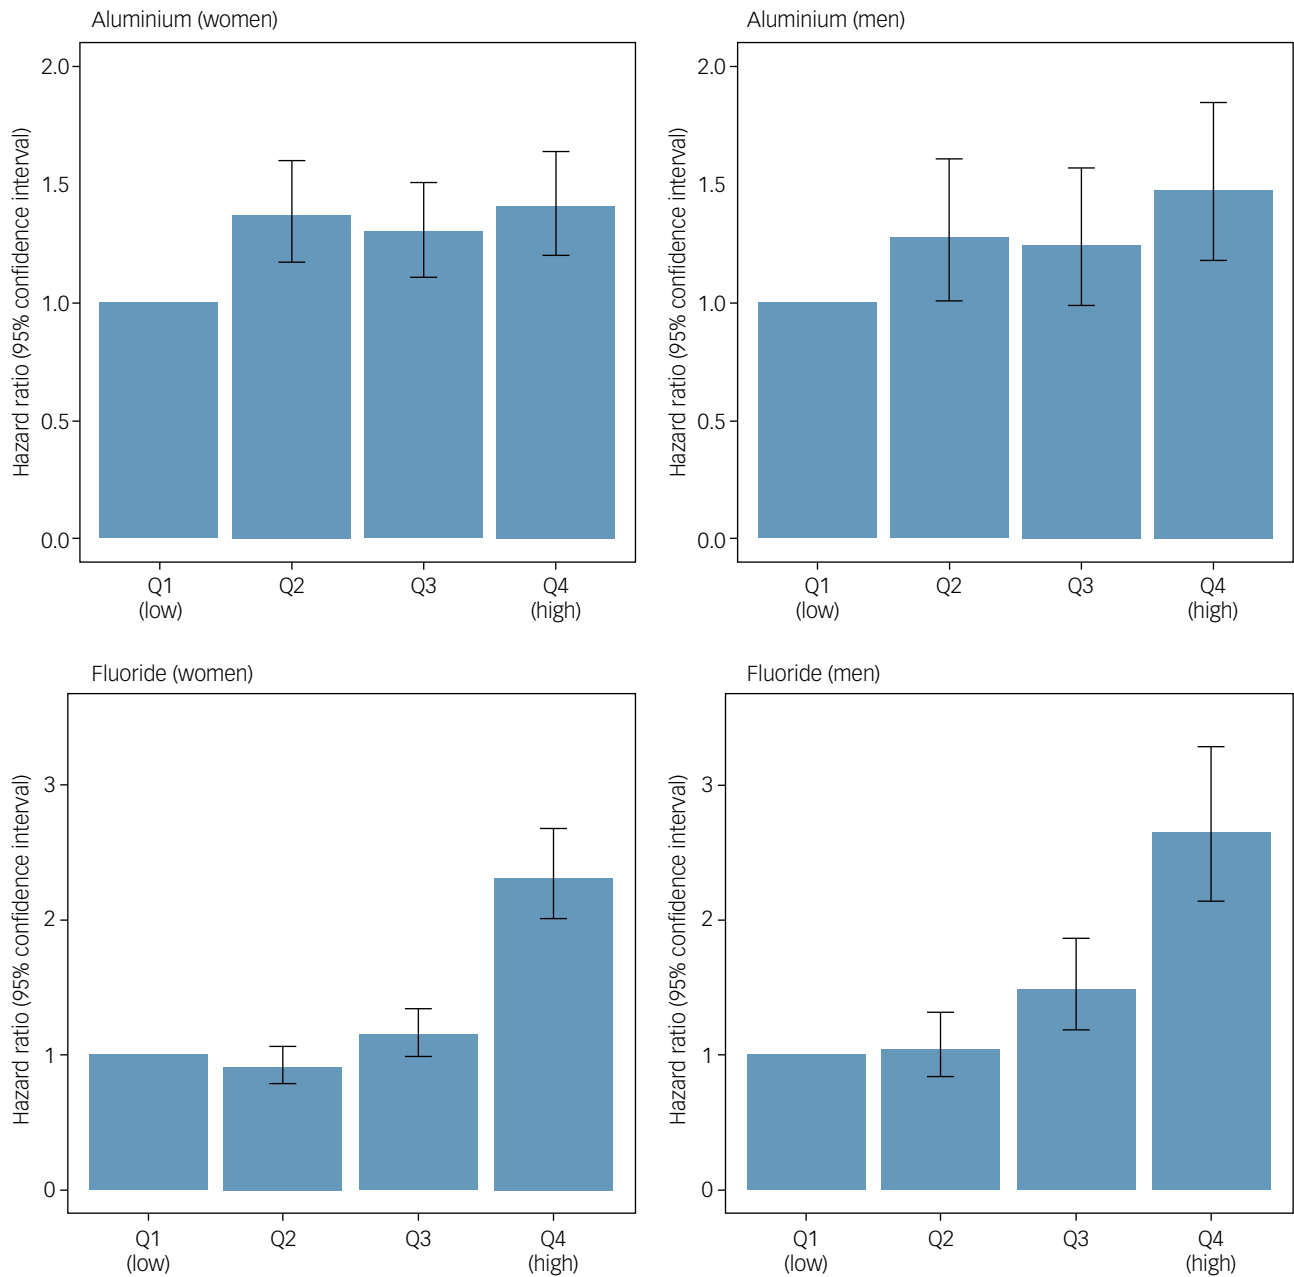 Aluminium (women)
Hazard ratio (95% confidence interval)
2.0
1.5
1.0
0.5
0.0
Q1
(low)
Q2
Q3
Q4
(high)
Aluminium (men)
Hazard ratio (95% confidence interval)
2.0
1.5
1.0
0.5
0.0
Q1
(low)
Q2
Q3
Q4
(high)
Fluoride (women)
Hazard ratio (95% confidence interval)
3
2
1
0
Q1
(low)
Q2
Q3
Q4
(high)
Fluoride (men)
Hazard ratio (95% confidence interval)
3
2
1
0
Q1
(low)
Q2
Q3
Q4
(high)